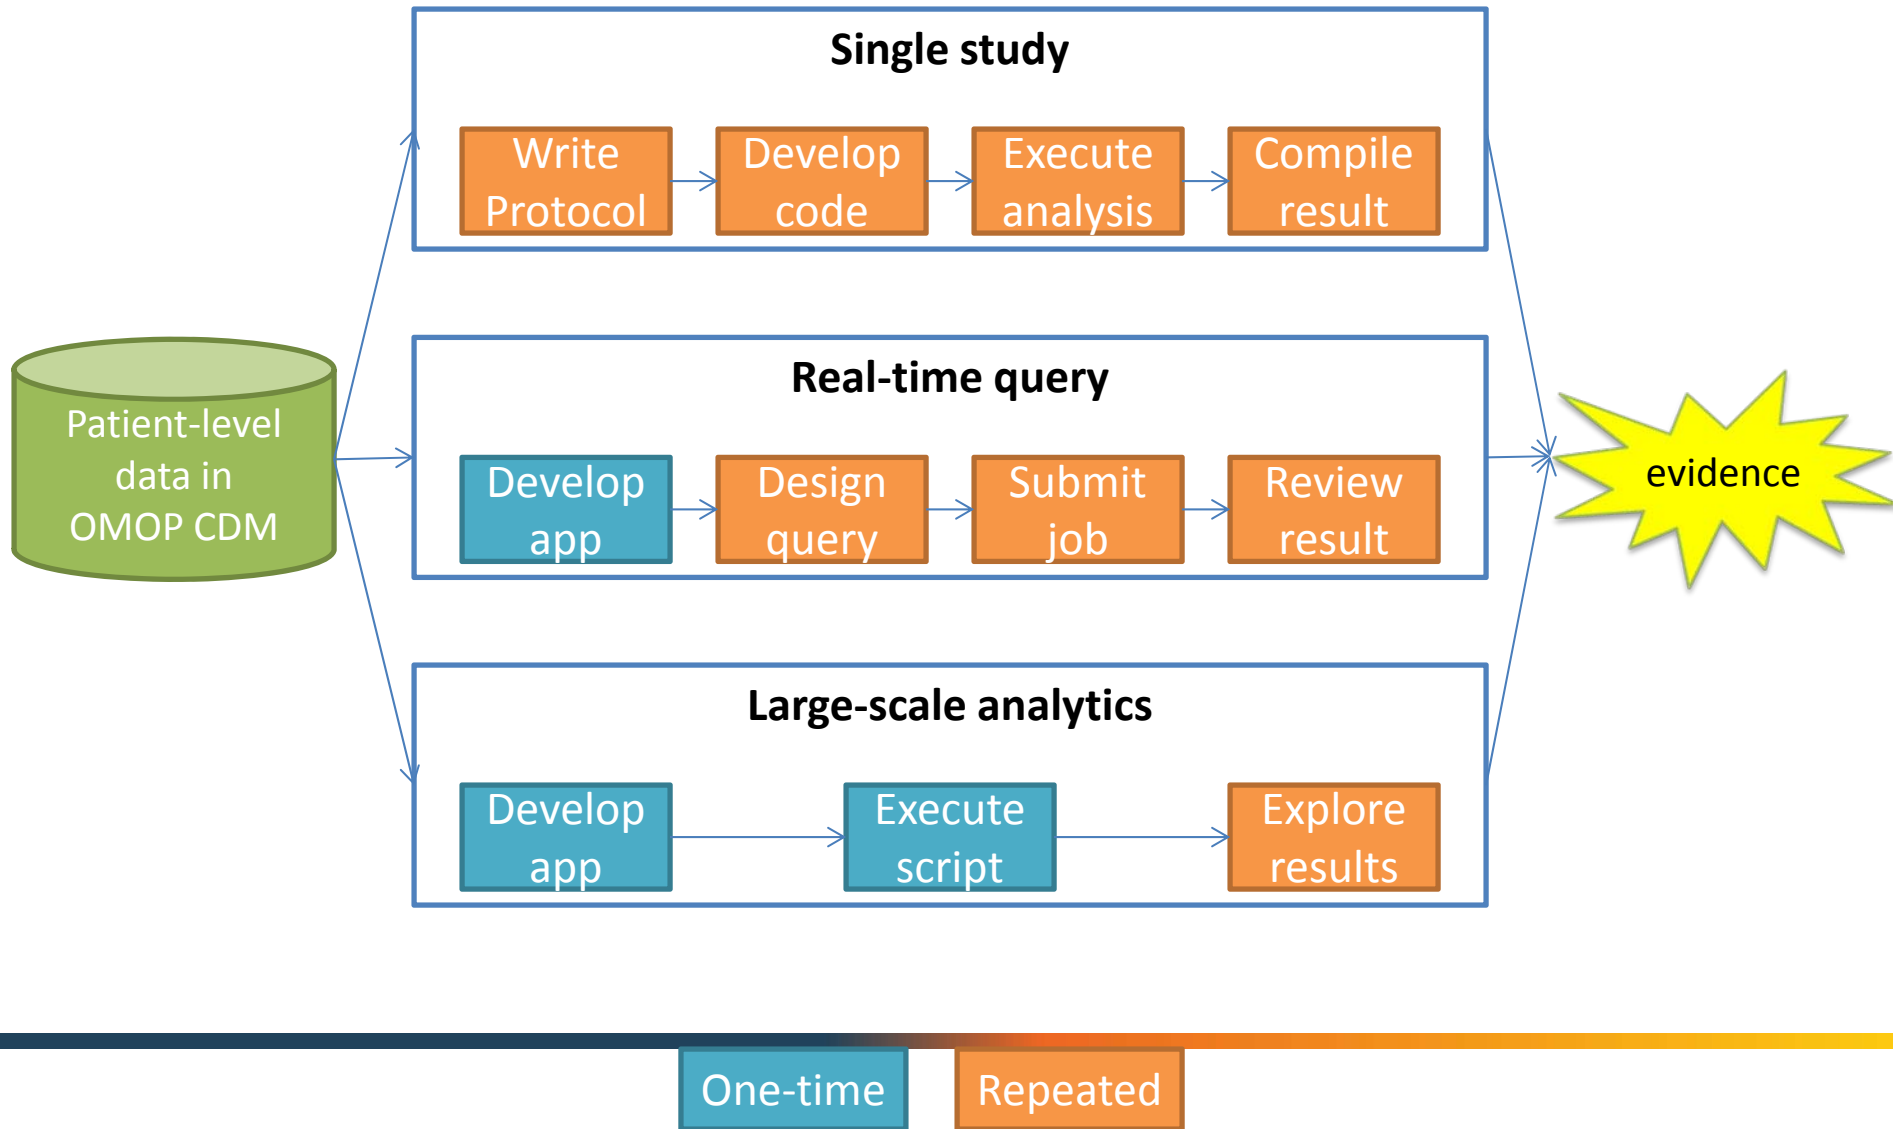 Single study
Write
Protocol
Develop
code
Execute
analysis
Compile
result
Patient-level
data in
OMOP CDM
Real-time query
Develop
app
Design
query
Submit
job
Review
result
evidence
Large-scale analytics
Develop
app
Execute
script
Explore
results
One-time
Repeated